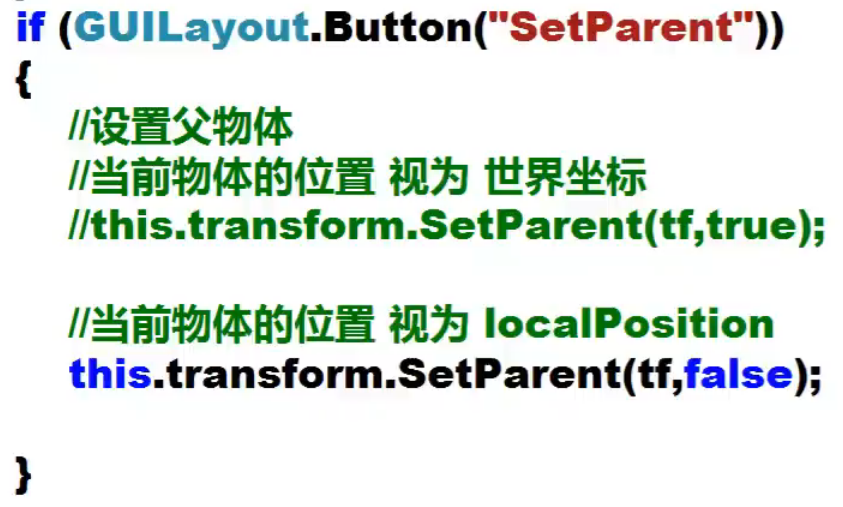 if (GUILayout.Button("SetParent"))
{
//设置父物体
//当前物体的位置 视为 世界坐标
//this.transform.SetParent(tf,true);
//当前物体的位置 视为 localPosition
this.transform.SetParent(tf,false);
}